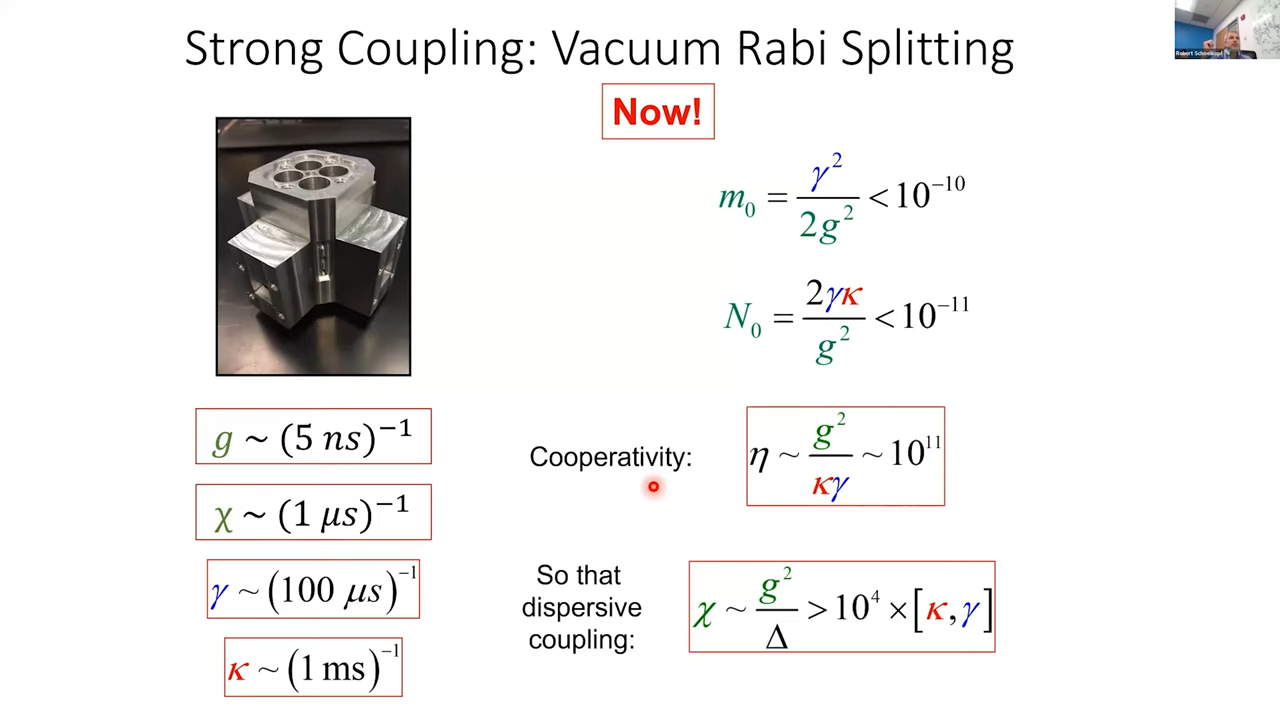 Strong Coupling: Vacuum Rabi Splitting
Now!
m₀ = γ² / 2g² < 10⁻¹⁰
N₀ = 2γκ / g² < 10⁻¹¹
g ~ (5 ns)⁻¹
χ ~ (1 μs)⁻¹
γ ~ (100 μs)⁻¹
κ ~ (1 ms)⁻¹
Cooperativity:
η ~ g² / κγ ~ 10¹¹
So that
dispersive
coupling:
χ ~ g² / Δ > 10⁴ × [κ, γ]
Robert Schoelkopf